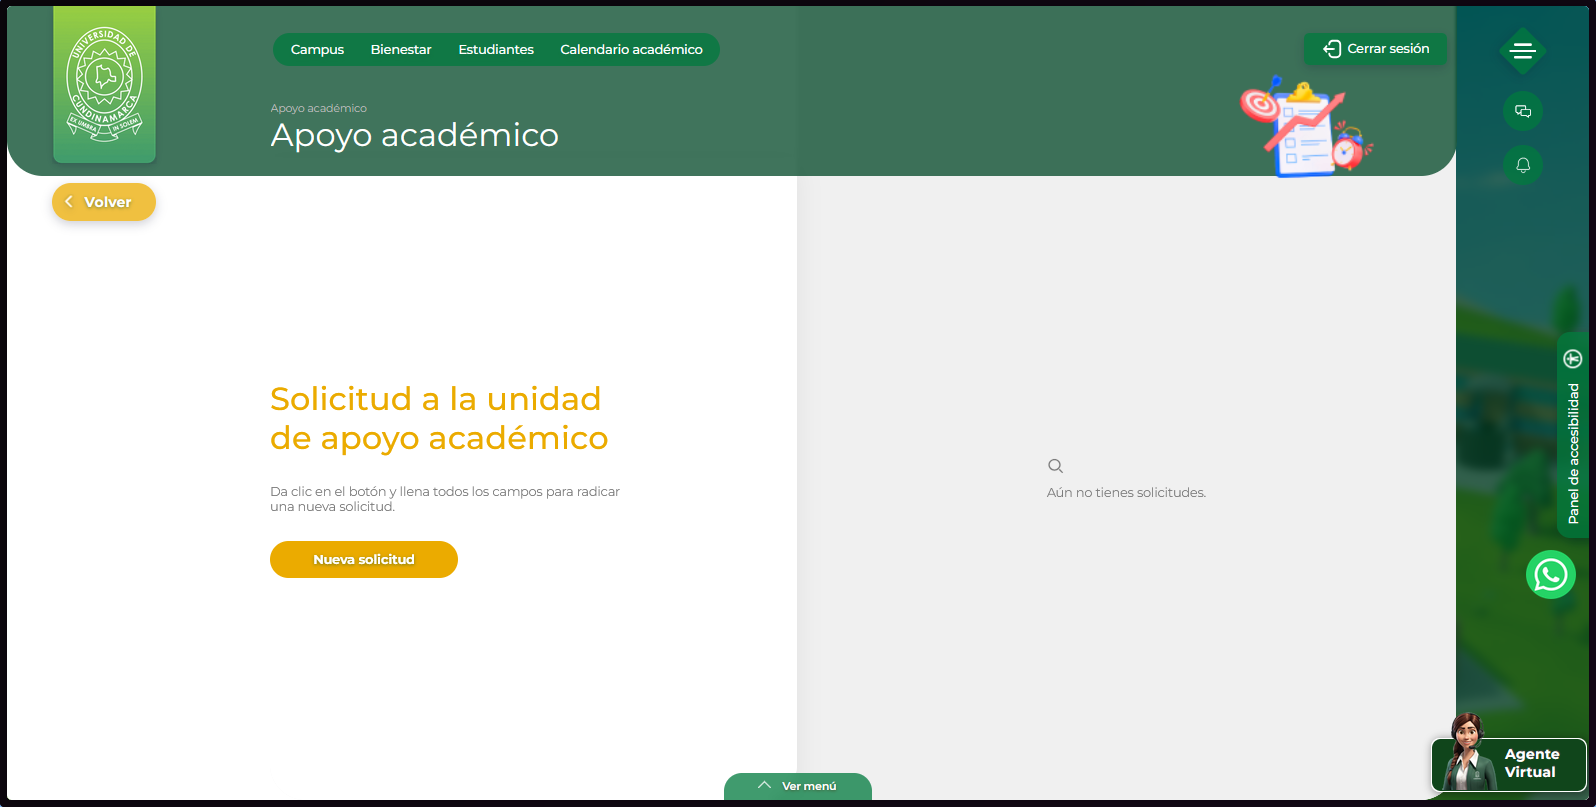 UNIVERSIDAD DE
CUNDINAMARCA
EX UMBRA IN SOLEM
Campus Bienestar Estudiantes Calendario académico
Cerrar sesión
Apoyo académico
Apoyo académico
Volver
Solicitud a la unidad
de apoyo académico
Da clic en el botón y llena todos los campos para radicar
una nueva solicitud.
Nueva solicitud
Aún no tienes solicitudes.
Panel de accesibilidad
Agente
Virtual
Ver menú